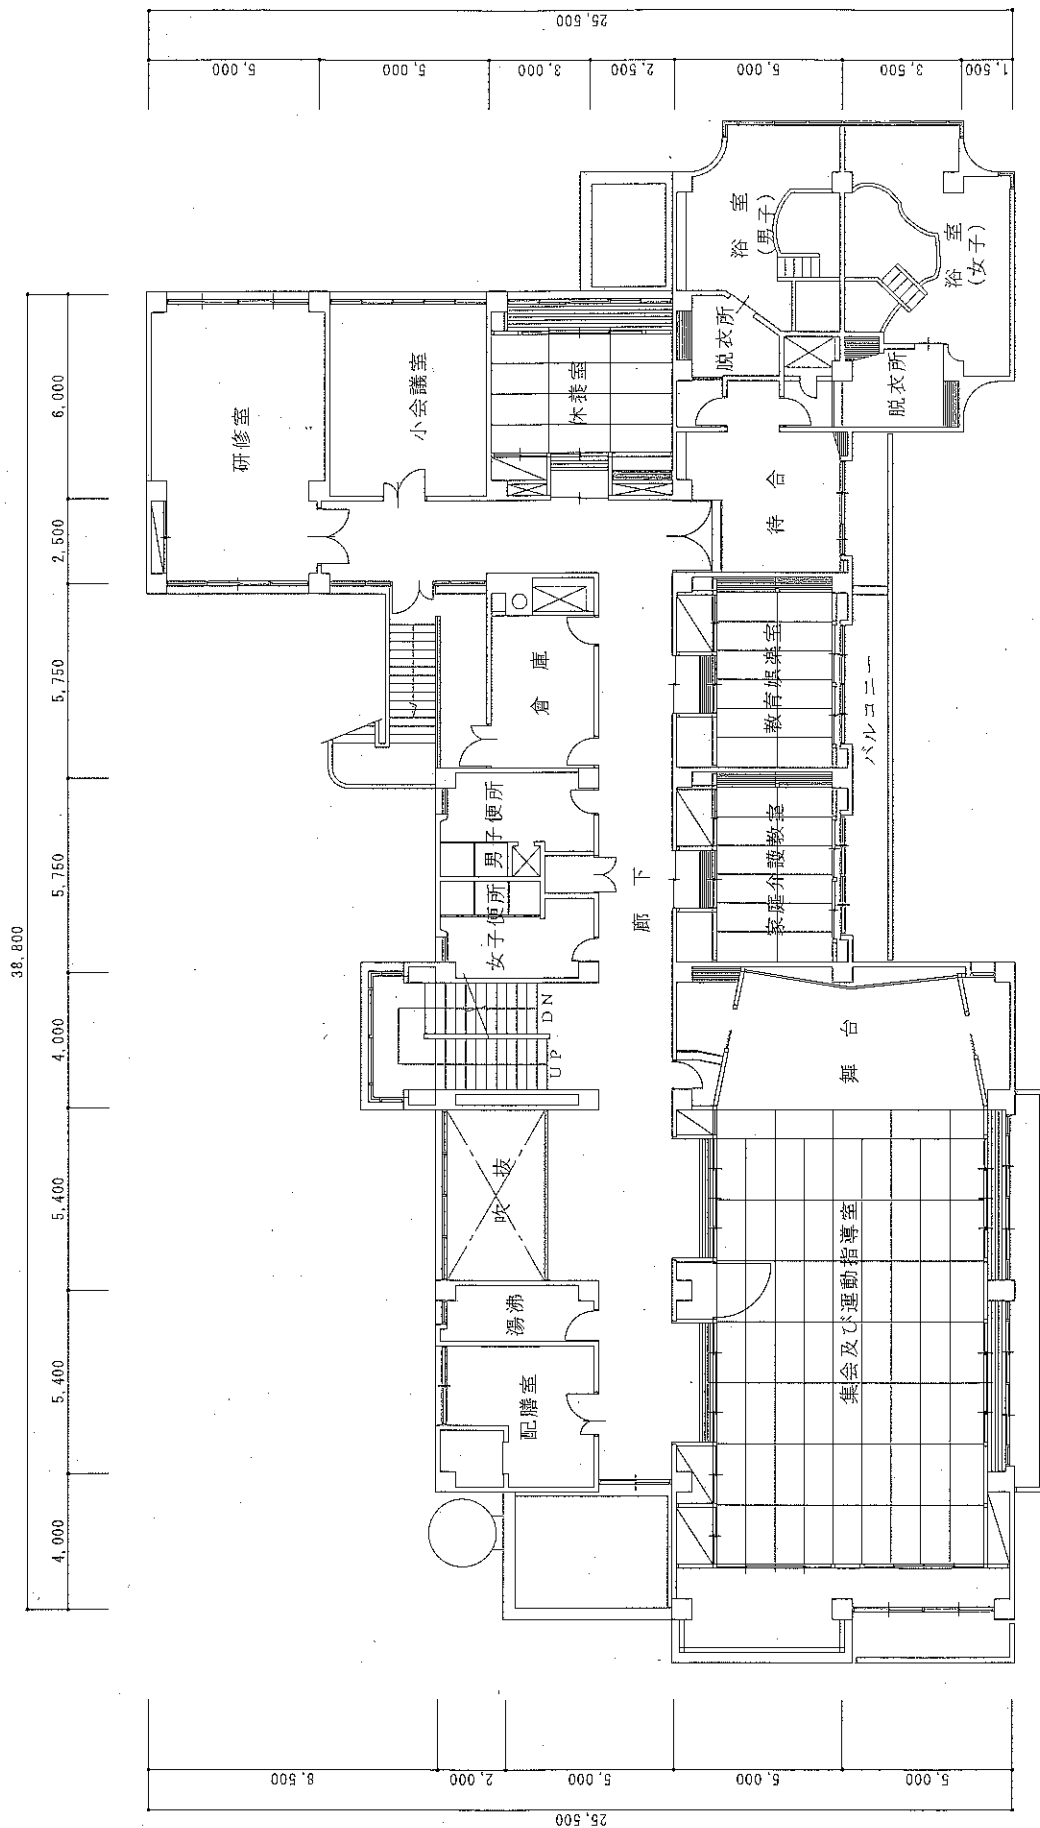 38,800
4,000
5,400
5,400
4,000
5,750
5,750
2,500
6,000
25,500
8,500
2,000
5,000
5,000
5,000
25,500
5,000
5,000
3,000
2,500
5,000
3,500
1,500
研修室
小会議室
休養室
倉庫
男子便所
女子便所
UP
DN
吹抜
湯沸
配膳室
廊下
浴室
(男子)
脱衣所
浴室
(女子)
脱衣所
待合
教育娯楽室
家庭介護教室
バルコニー
舞台
集会及び運動指導室